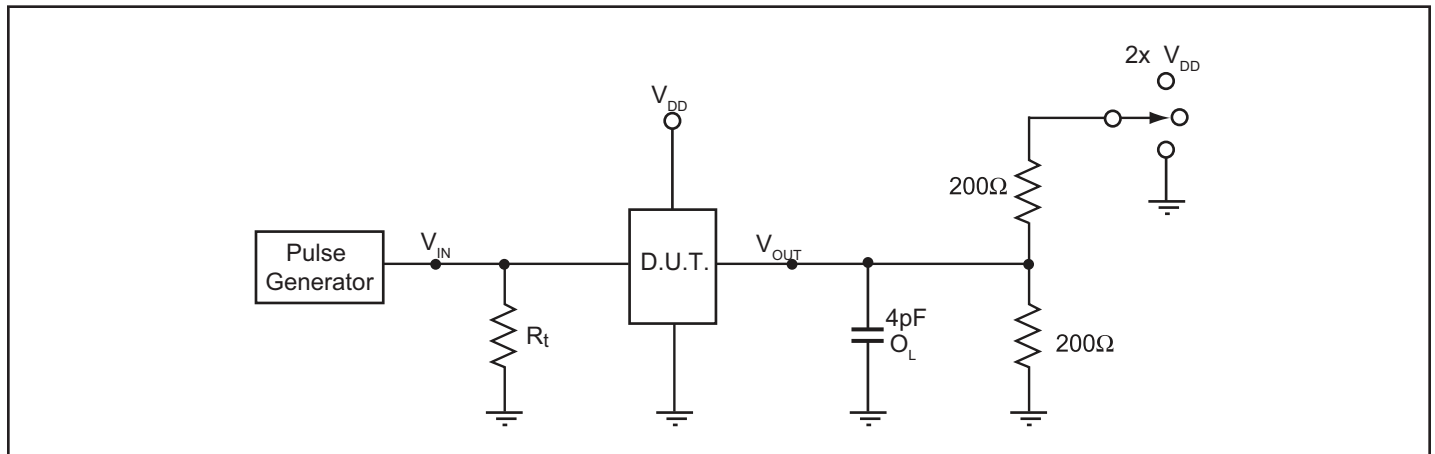 2x V_DD
V_DD
200Ω
Pulse
Generator
V_IN
D.U.T.
V_OUT
4pF
O_L
R_t
200Ω